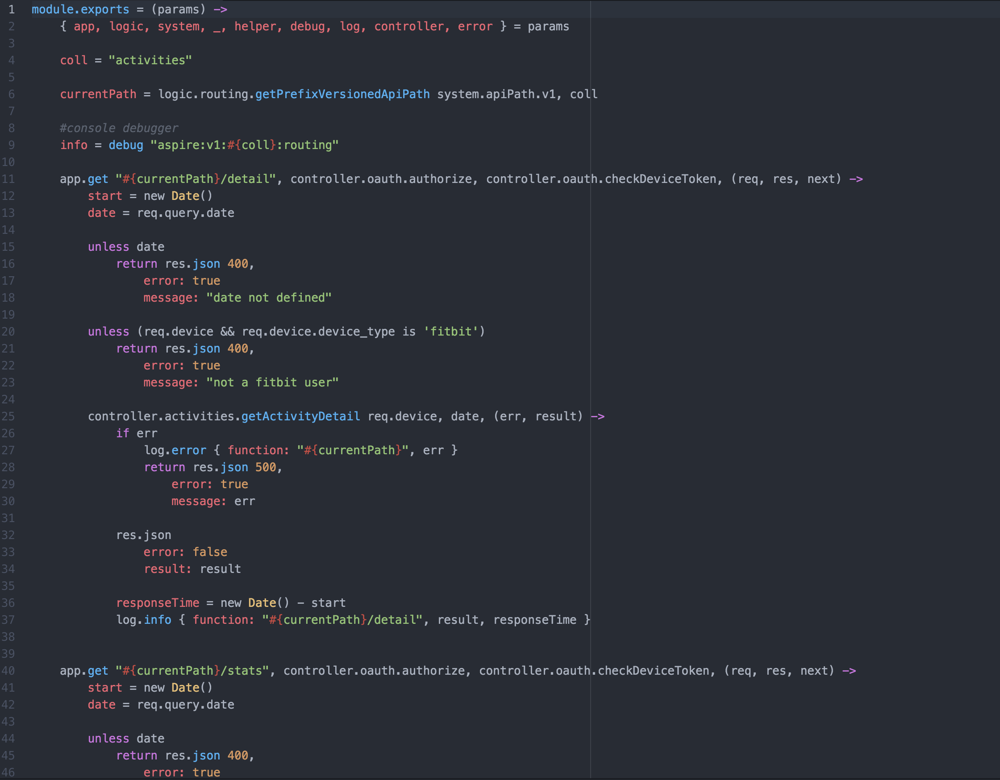 1 module.exports = (params) ->
2 { app, logic, system, _, helper, debug, log, controller, error } = params
3
4 coll = "activities"
5
6 currentPath = logic.routing.getPrefixVersionedApiPath system.apiPath.v1, coll
7
8 #console debugger
9 info = debug "aspire:v1:#{coll}:routing"
10
11 app.get "#{currentPath}/detail", controller.oauth.authorize, controller.oauth.checkDeviceToken, (req, res, next) ->
12 start = new Date()
13 date = req.query.date
14
15 unless date
16 return res.json 400,
17 error: true
18 message: "date not defined"
19
20 unless (req.device && req.device.device_type is 'fitbit')
21 return res.json 400,
22 error: true
23 message: "not a fitbit user"
24
25 controller.activities.getActivityDetail req.device, date, (err, result) ->
26 if err
27 log.error { function: "#{currentPath}", err }
28 return res.json 500,
29 error: true
30 message: err
31
32 res.json
33 error: false
34 result: result
35
36 responseTime = new Date() - start
37 log.info { function: "#{currentPath}/detail", result, responseTime }
38
39
40 app.get "#{currentPath}/stats", controller.oauth.authorize, controller.oauth.checkDeviceToken, (req, res, next) ->
41 start = new Date()
42 date = req.query.date
43
44 unless date
45 return res.json 400,
46 error: true